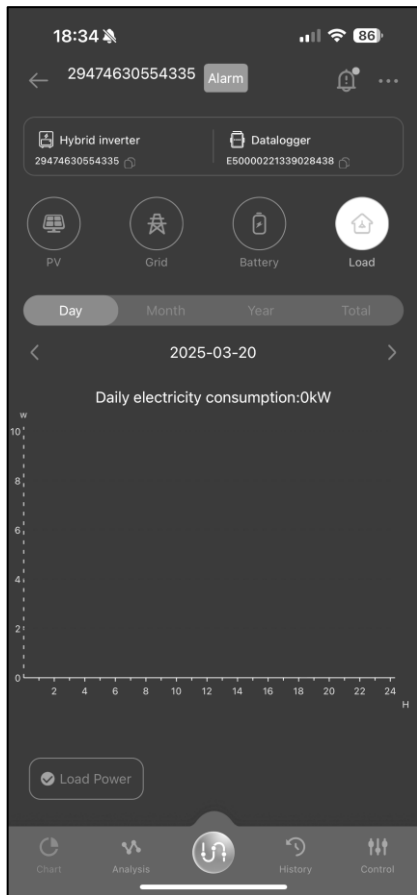 18:34 86
29474630554335 Alarm
Hybrid inverter Datalogger
29474630554335 E50000221339028438
PV Grid Battery Load
Day Month Year Total
2025-03-20
Daily electricity consumption:0kW
w
10
8
6
4
2
0
2 4 6 8 10 12 14 16 18 20 22 24
H
Load Power
Chart Analysis History Control